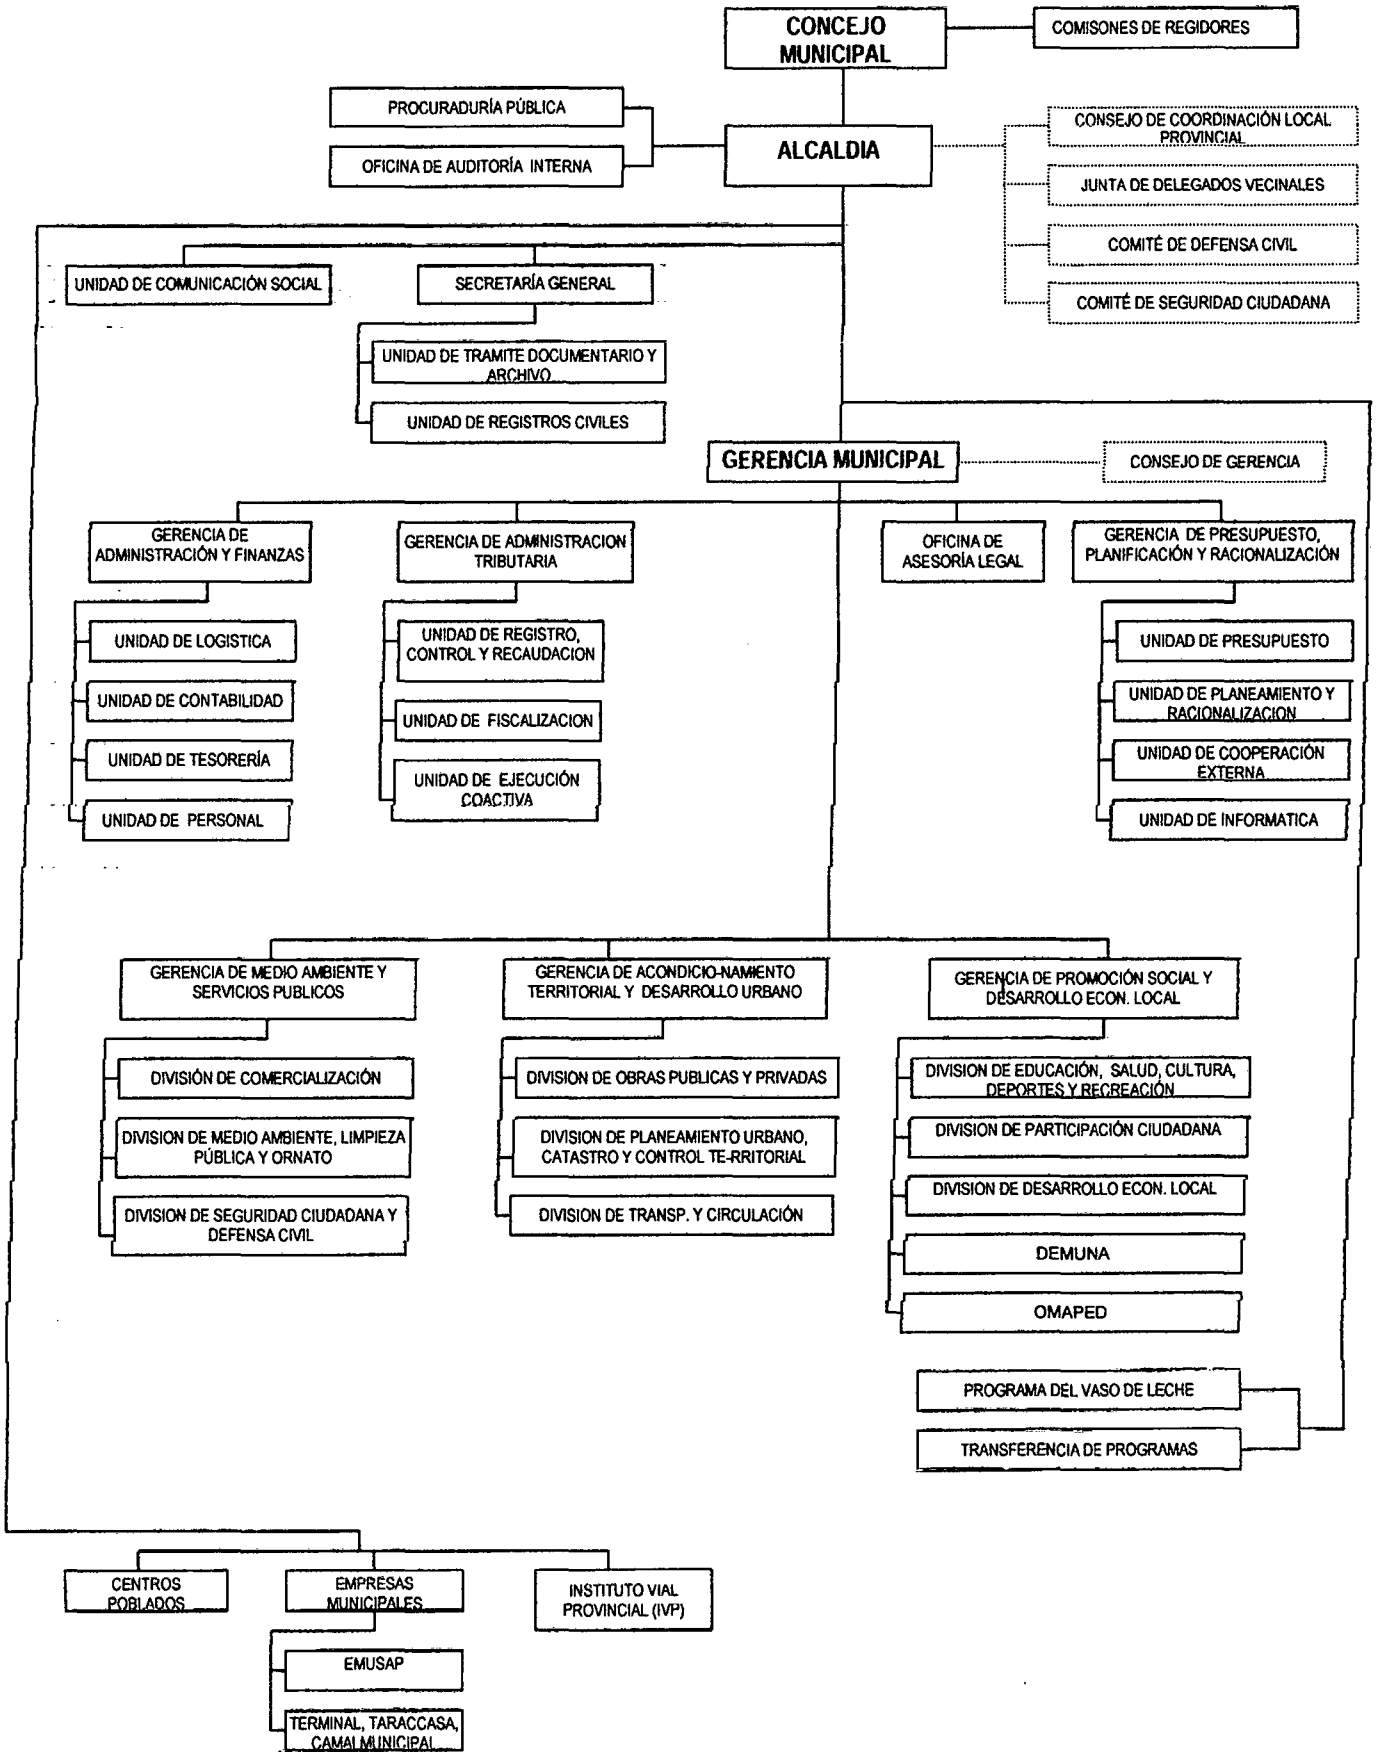 CONCEJO
MUNICIPAL
COMISONES DE REGIDORES
PROCURADURÍA PÚBLICA
OFICINA DE AUDITORÍA INTERNA
ALCALDIA
CONSEJO DE COORDINACIÓN LOCAL
PROVINCIAL
JUNTA DE DELEGADOS VECINALES
COMITÉ DE DEFENSA CIVIL
COMITÉ DE SEGURIDAD CIUDADANA
UNIDAD DE COMUNICACIÓN SOCIAL
SECRETARÍA GENERAL
UNIDAD DE TRAMITE DOCUMENTARIO Y
ARCHIVO
UNIDAD DE REGISTROS CIVILES
GERENCIA MUNICIPAL
CONSEJO DE GERENCIA
GERENCIA DE
ADMINISTRACIÓN Y FINANZAS
GERENCIA DE ADMINISTRACION
TRIBUTARIA
OFICINA DE
ASESORÍA LEGAL
GERENCIA DE PRESUPUESTO,
PLANIFICACIÓN Y RACIONALIZACIÓN
UNIDAD DE LOGISTICA
UNIDAD DE CONTABILIDAD
UNIDAD DE TESORERÍA
UNIDAD DE PERSONAL
UNIDAD DE REGISTRO,
CONTROL Y RECAUDACION
UNIDAD DE FISCALIZACION
UNIDAD DE EJECUCIÓN
COACTIVA
UNIDAD DE PRESUPUESTO
UNIDAD DE PLANEAMIENTO Y
RACIONALIZACION
UNIDAD DE COOPERACIÓN
EXTERNA
UNIDAD DE INFORMATICA
GERENCIA DE MEDIO AMBIENTE Y
SERVICIOS PUBLICOS
GERENCIA DE ACONDICIO-NAMIENTO
TERRITORIAL Y DESARROLLO URBANO
GERENCIA DE PROMOCIÓN SOCIAL Y
DESARROLLO ECON. LOCAL
DIVISIÓN DE COMERCIALIZACIÓN
DIVISION DE MEDIO AMBIENTE, LIMPIEZA
PÚBLICA Y ORNATO
DIVISION DE SEGURIDAD CIUDADANA Y
DEFENSA CIVIL
DIVISION DE OBRAS PUBLICAS Y PRIVADAS
DIVISION DE PLANEAMIENTO URBANO,
CATASTRO Y CONTROL TE-RRITORIAL
DIVISION DE TRANSP. Y CIRCULACIÓN
DIVISION DE EDUCACIÓN, SALUD, CULTURA,
DEPORTES Y RECREACIÓN
DIVISION DE PARTICIPACIÓN CIUDADANA
DIVISION DE DESARROLLO ECON. LOCAL
DEMUNA
OMAPED
PROGRAMA DEL VASO DE LECHE
TRANSFERENCIA DE PROGRAMAS
CENTROS
POBLADOS
EMPRESAS
MUNICIPALES
INSTITUTO VIAL
PROVINCIAL (IVP)
EMUSAP
TERMINAL, TARACCASA,
CAMAL MUNICIPAL